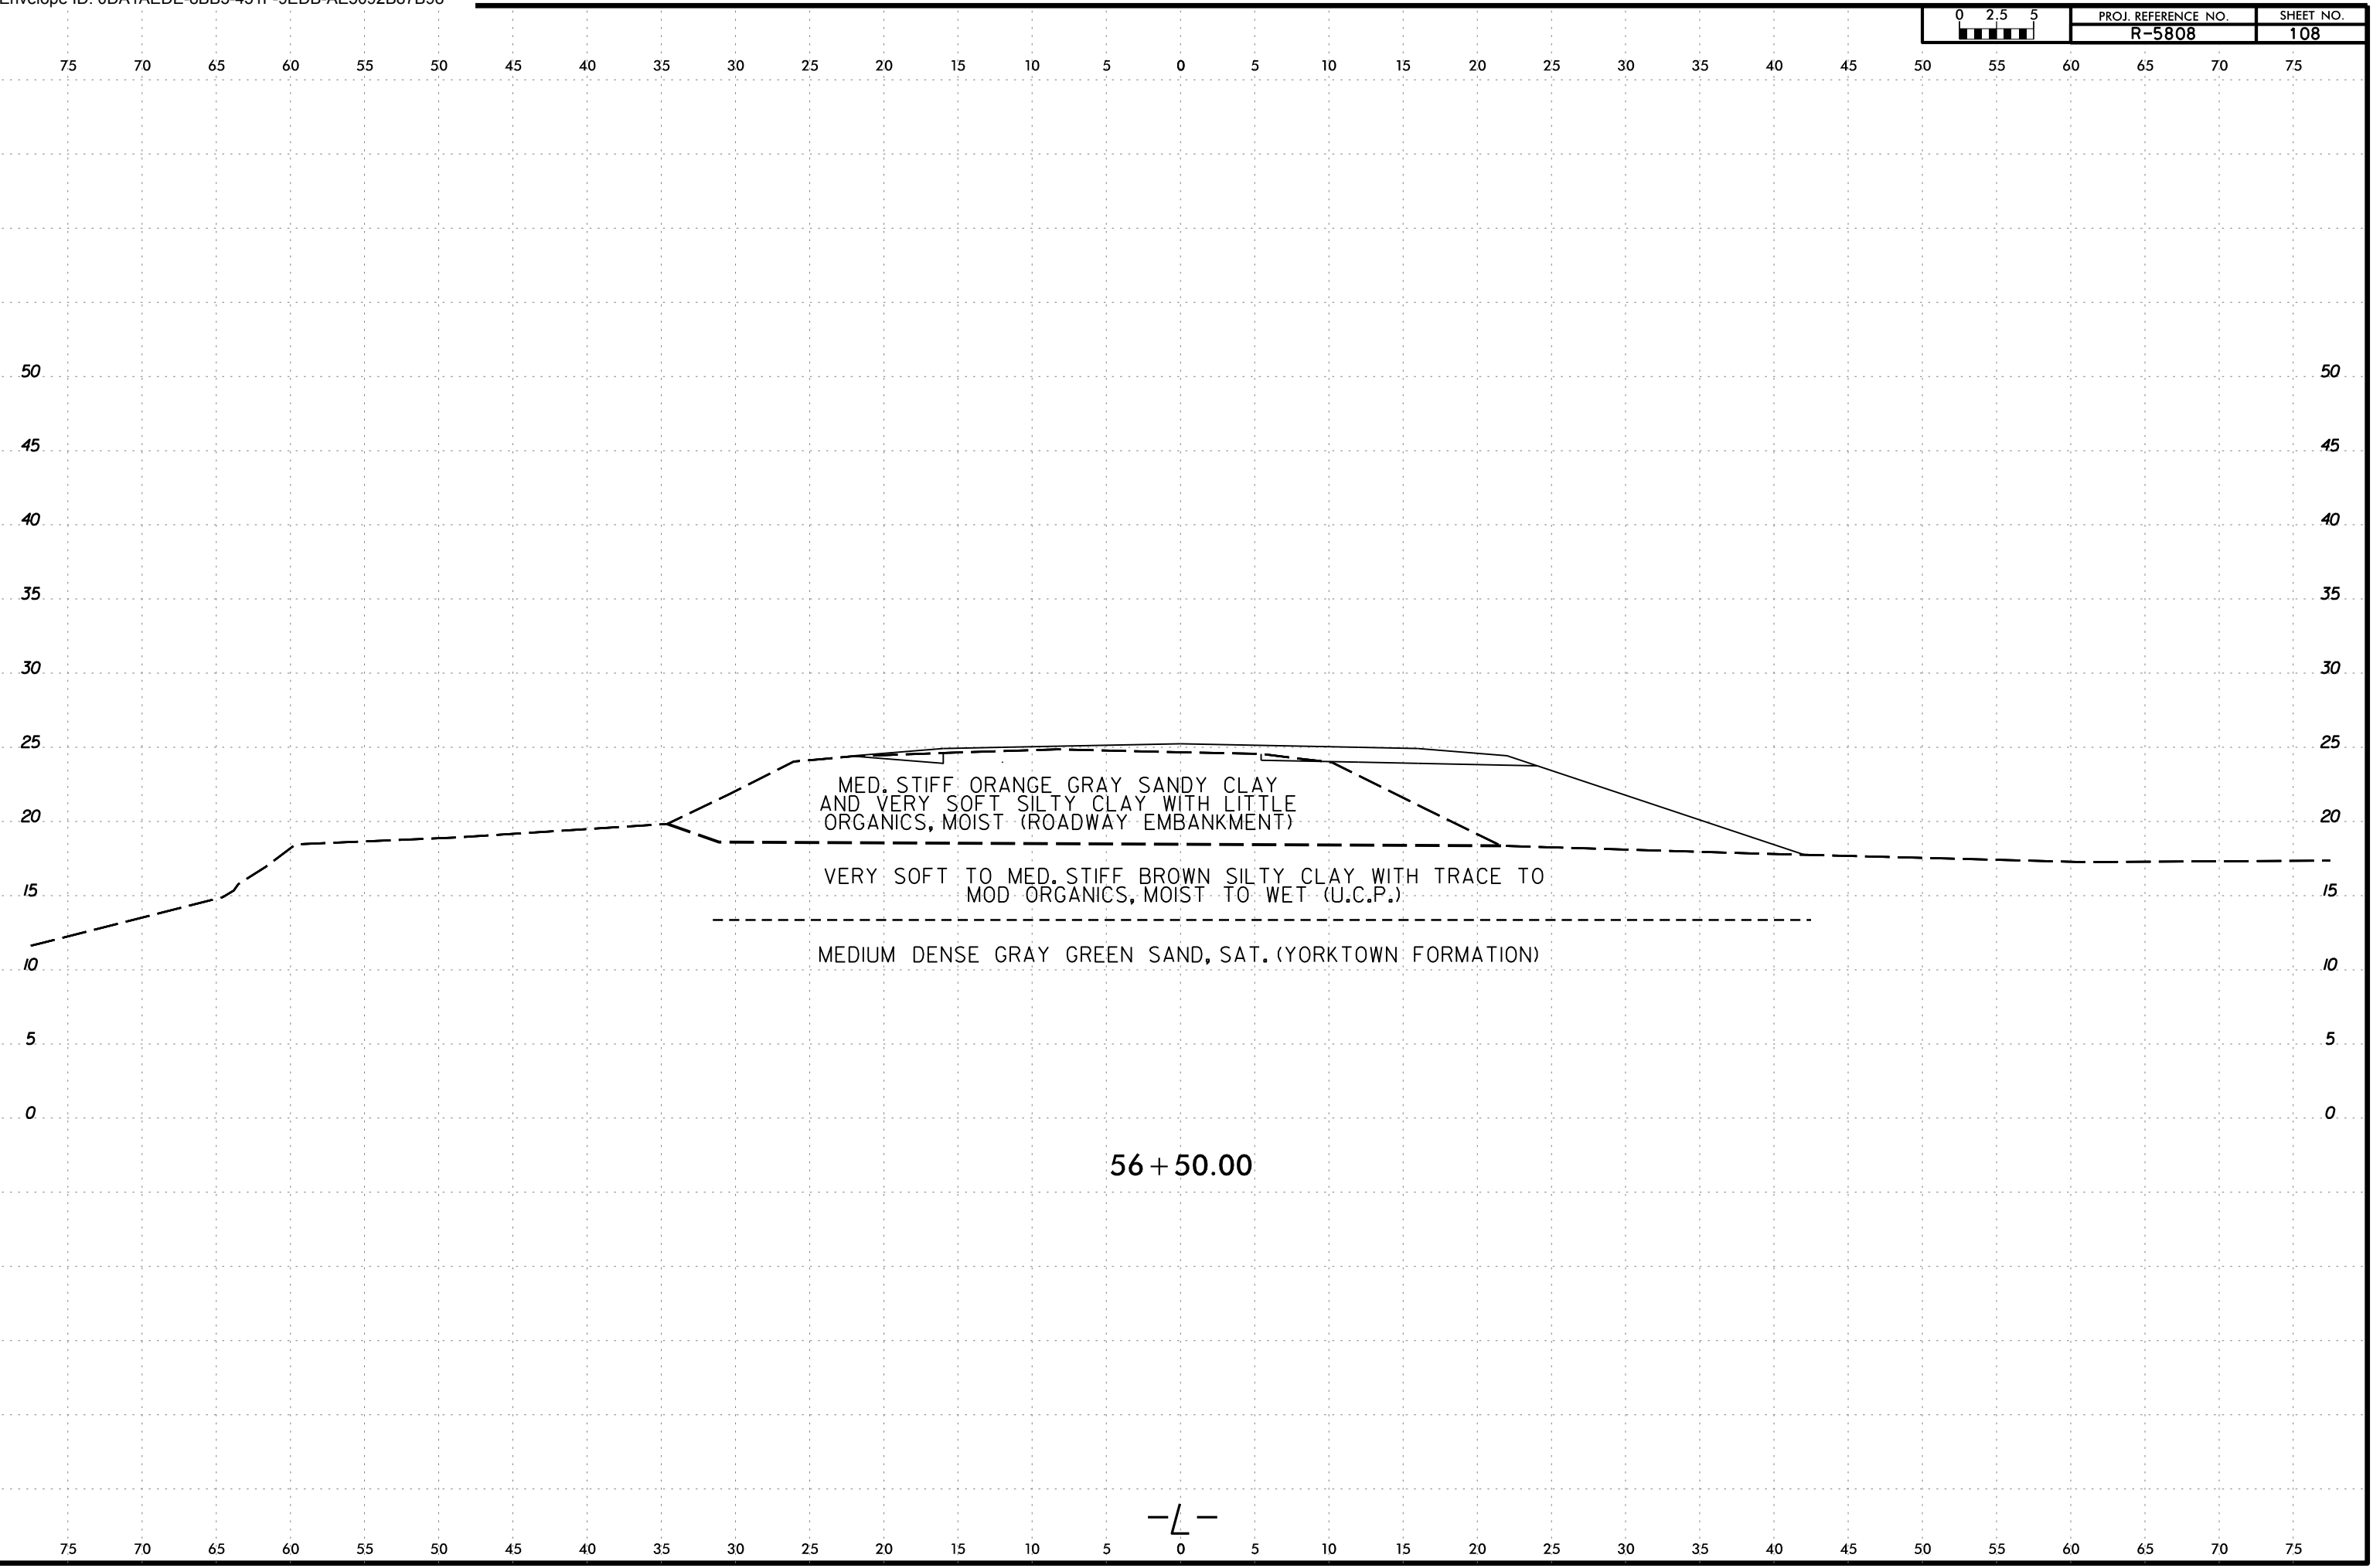 0 2.5 5 PROJ. REFERENCE NO. SHEET NO.
R-5808 108
75 70 65 60 55 50 45 40 35 30 25 20 15 10 5 0 5 10 15 20 25 30 35 40 45 50 55 60 65 70 75
50 50
45 45
40 40
35 35
30 30
25 25
MED. STIFF ORANGE GRAY SANDY CLAY
AND VERY SOFT SILTY CLAY WITH LITTLE
20 ORGANICS, MOIST (ROADWAY EMBANKMENT) 20
VERY SOFT TO MED. STIFF BROWN SILTY CLAY WITH TRACE TO
15 MOD ORGANICS, MOIST TO WET (U.C.P.) 15
MEDIUM DENSE GRAY GREEN SAND, SAT. (YORKTOWN FORMATION)
10 10
5 5
0 0
56+50.00
-L-
75 70 65 60 55 50 45 40 35 30 25 20 15 10 5 0 5 10 15 20 25 30 35 40 45 50 55 60 65 70 75